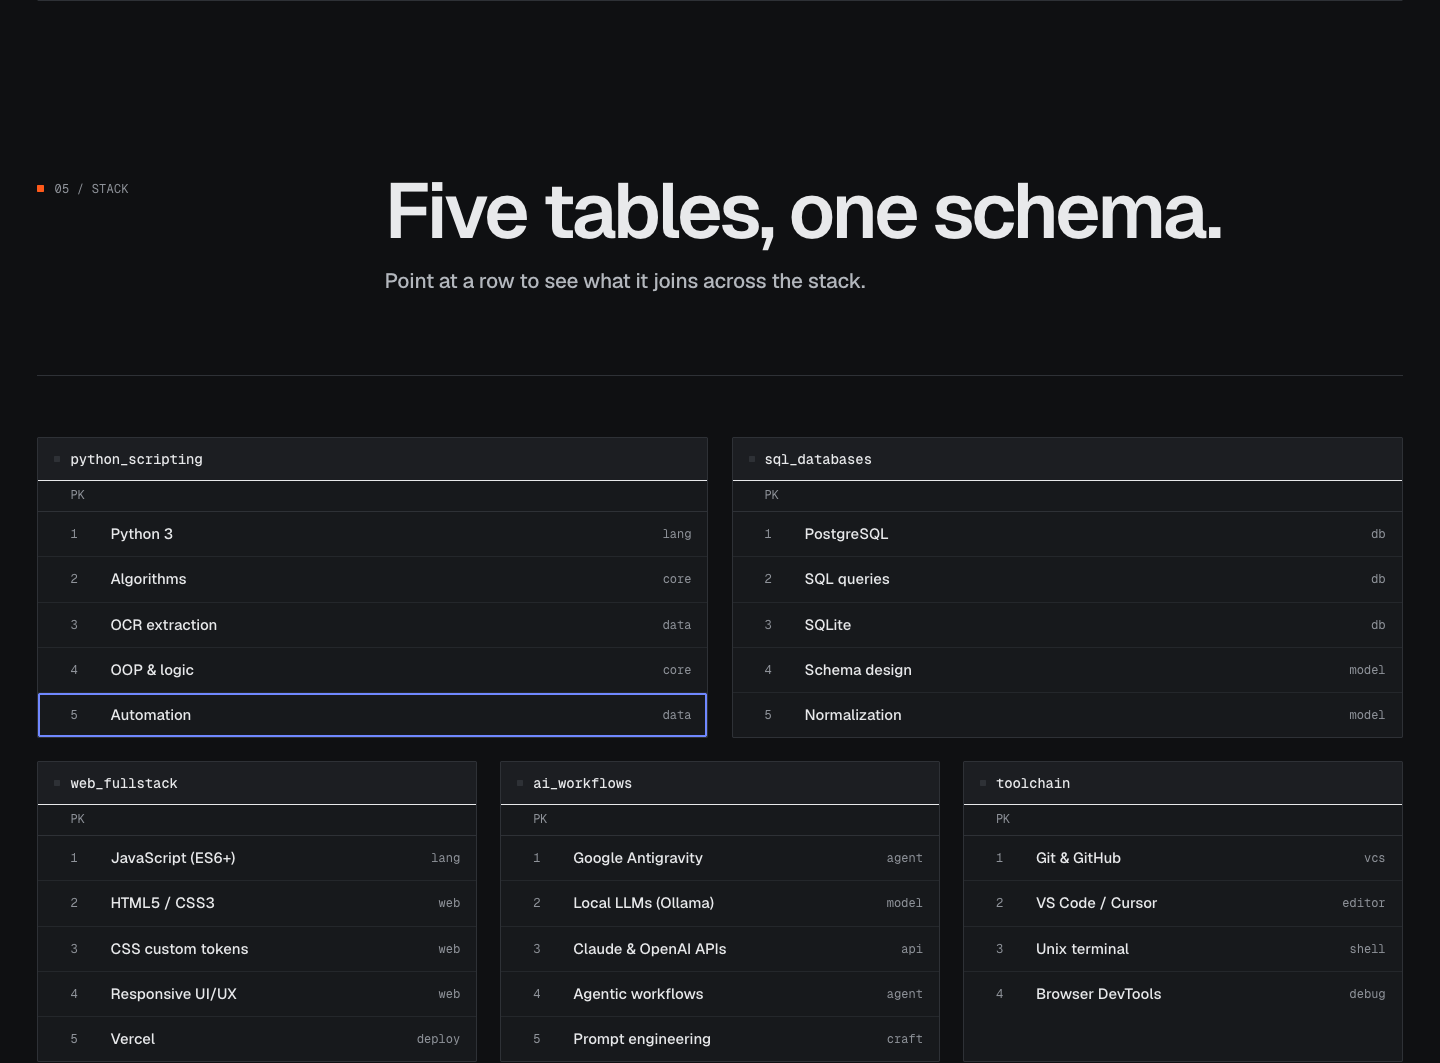 05 / STACK
Five tables, one schema.
Point at a row to see what it joins across the stack.
python_scripting
PK
1 Python 3 lang
2 Algorithms core
3 OCR extraction data
4 OOP & logic core
5 Automation data
sql_databases
PK
1 PostgreSQL db
2 SQL queries db
3 SQLite db
4 Schema design model
5 Normalization model
web_fullstack
PK
1 JavaScript (ES6+) lang
2 HTML5 / CSS3 web
3 CSS custom tokens web
4 Responsive UI/UX web
5 Vercel deploy
ai_workflows
PK
1 Google Antigravity agent
2 Local LLMs (Ollama) model
3 Claude & OpenAI APIs api
4 Agentic workflows agent
5 Prompt engineering craft
toolchain
PK
1 Git & GitHub vcs
2 VS Code / Cursor editor
3 Unix terminal shell
4 Browser DevTools debug